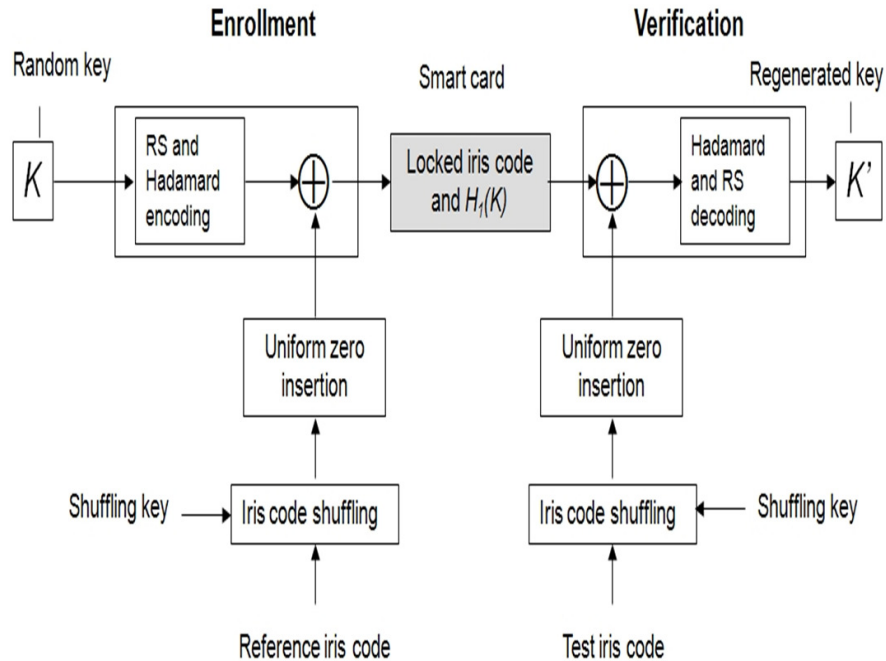 Enrollment
Verification
Random key
Smart card
Regenerated key
K
RS and
Hadamard
encoding
Locked iris code
and H₁(K)
Hadamard
and RS
decoding
K’
Uniform zero
insertion
Uniform zero
insertion
Shuffling key
Iris code shuffling
Iris code shuffling
Shuffling key
Reference iris code
Test iris code